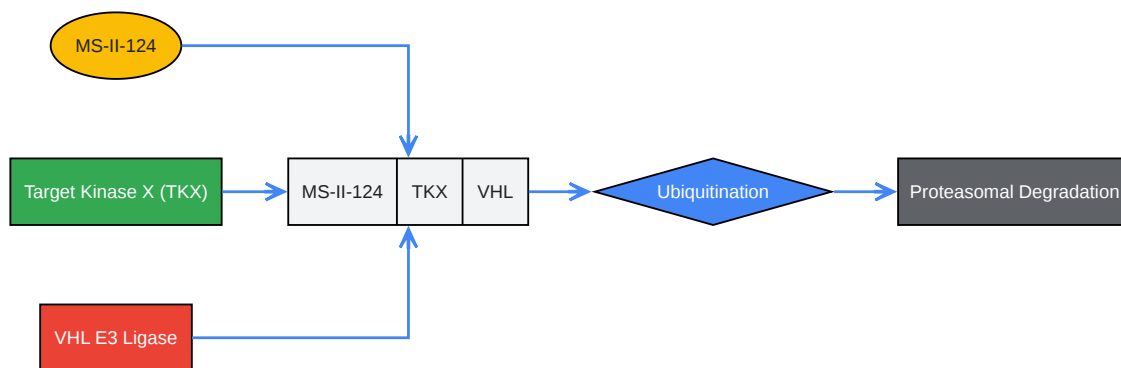 MS-II-124
Target Kinase X (TKX)
MS-II-124
TKX
VHL
Ubiquitination
Proteasomal Degradation
VHL E3 Ligase